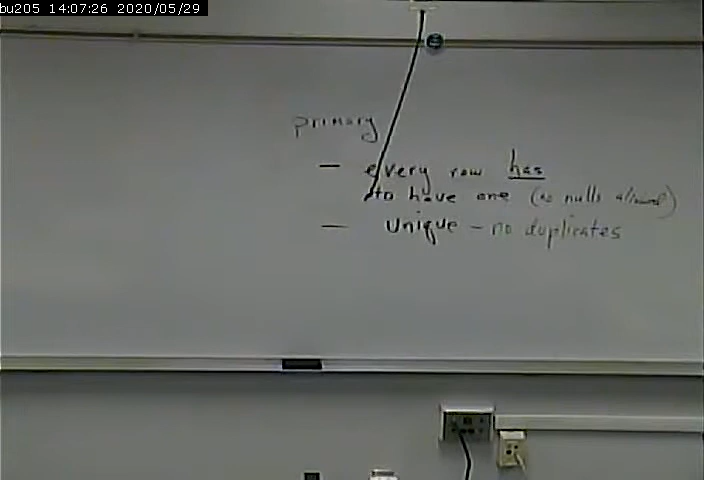 bu205 14:07:26 2020/05/29
primary
— every row has
to have one (no nulls allowed)
— Unique – no duplicates